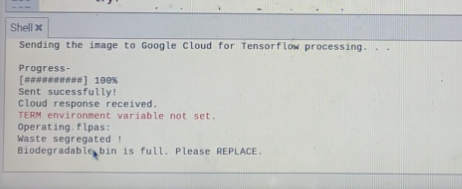 Shell ×
Sending the image to Google Cloud for Tensorflow processing. . .
Progress-
[##########] 100%
Sent sucessfully!
Cloud response received.
TERM environment variable not set.
Operating flpas:
Waste segregated !
Biodegradable bin is full. Please REPLACE.